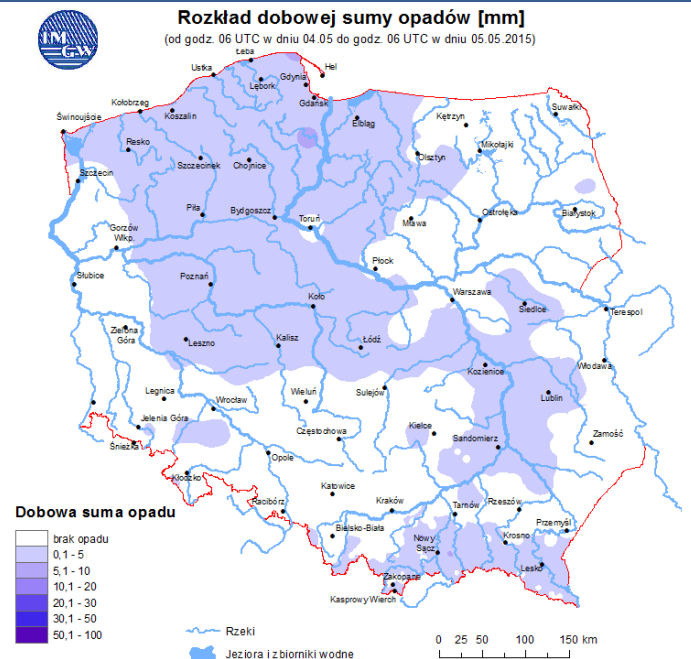 Rozkład dobowej sumy opadów [mm]
(od godz. 06 UTC w dniu 04.05 do godz. 06 UTC w dniu 05.05.2015)
IM
GW
Łeba
Hel
Ustka
Gdynia
Lębork
Gdańsk
Kołobrzeg
Koszalin
Świnoujście
Elbląg
Kętrzyn
Suwałki
Resko
Mikołajki
Olsztyn
Szczecinek
Chojnice
Szczecin
Piła
Bydgoszcz
Toruń
Mława
Ostrołęka
Białystok
Gorzów
Wlkp.
Płock
Słubice
Poznań
Koło
Warszawa
Siedlce
Terespol
Zielona
Góra
Leszno
Kalisz
Łódź
Kozienice
Włodawa
Legnica
Wrocław
Wieluń
Sulejów
Lublin
Jelenia Góra
Częstochowa
Kielce
Sandomierz
Zamość
Śnieżka
Opole
Kłodzko
Katowice
Racibórz
Kraków
Tarnów
Rzeszów
Przemyśl
Bielsko-Biała
Nowy
Sącz
Krosno
Lesko
Zakopane
Kasprowy Wierch
Dobowa suma opadu
brak opadu
0,1 - 5
5,1 - 10
10,1 - 20
20,1 - 30
30,1 - 50
50,1 - 100
Rzeki
Jeziora i zbiorniki wodne
0 25 50 100 150 km